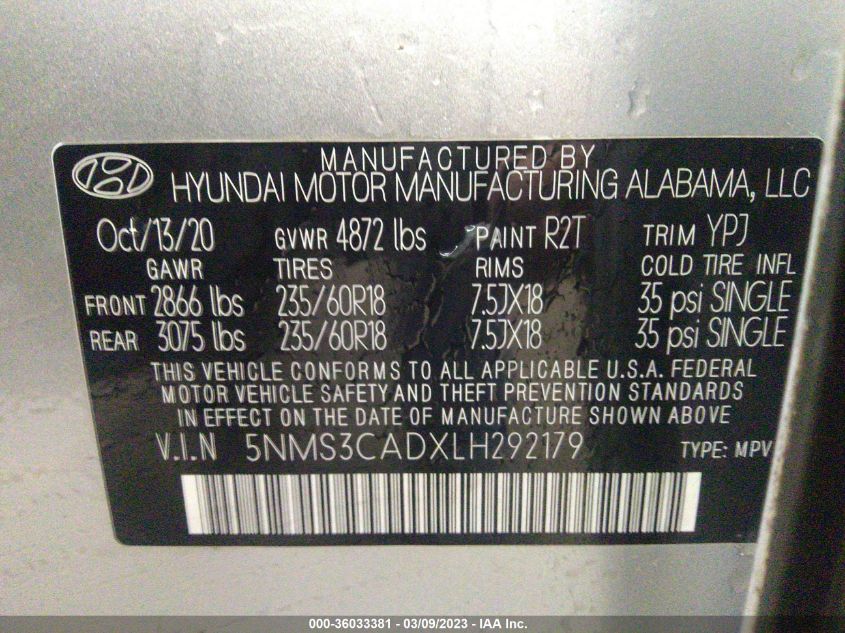 MANUFACTURED BY
HYUNDAI MOTOR MANUFACTURING ALABAMA, LLC
Oct/13/20 GVWR 4872 lbs PAINT R2T TRIM YPJ
GAWR TIRES RIMS COLD TIRE INFL
FRONT 2866 lbs 235/60R18 7.5JX18 35 psi SINGLE
REAR 3075 lbs 235/60R18 7.5JX18 35 psi SINGLE
THIS VEHICLE CONFORMS TO ALL APPLICABLE U.S.A. FEDERAL
MOTOR VEHICLE SAFETY AND THEFT PREVENTION STANDARDS
IN EFFECT ON THE DATE OF MANUFACTURE SHOWN ABOVE
V.I.N 5NMS3CADXLH292179 TYPE: MPV
000-36033381 - 03/09/2023 - IAA Inc.